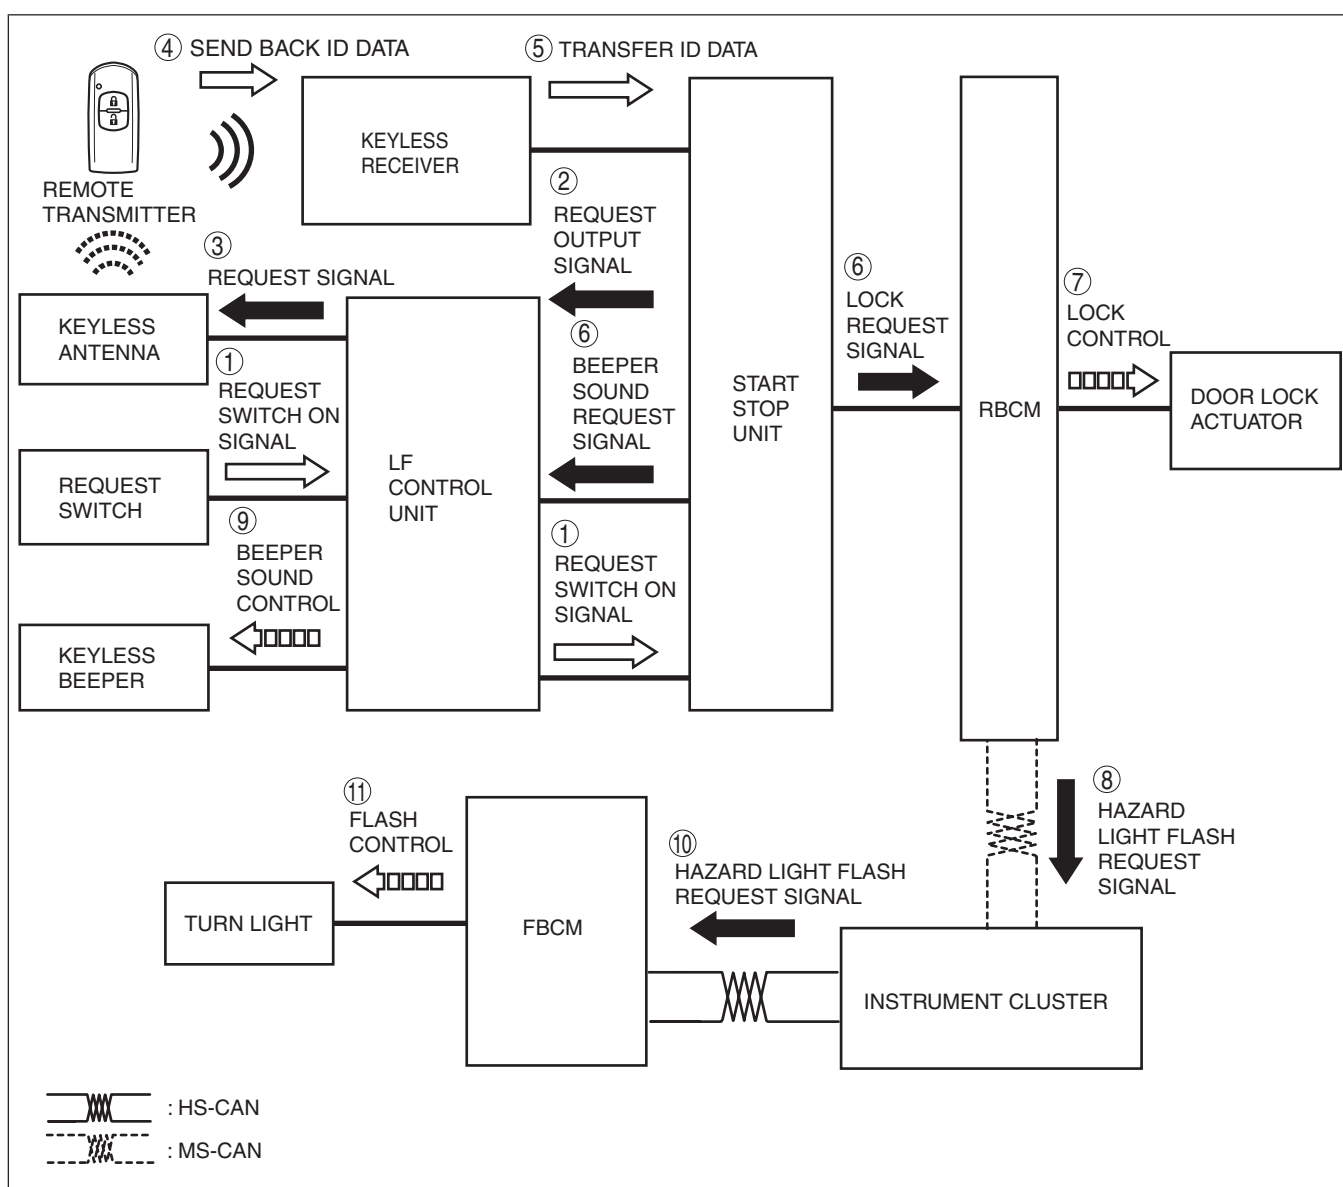 ④ SEND BACK ID DATA
⑤ TRANSFER ID DATA
REMOTE
TRANSMITTER
KEYLESS
RECEIVER
②
REQUEST
OUTPUT
SIGNAL
③
REQUEST SIGNAL
KEYLESS
ANTENNA
①
REQUEST
SWITCH ON
SIGNAL
REQUEST
SWITCH
⑨
BEEPER
SOUND
CONTROL
KEYLESS
BEEPER
LF
CONTROL
UNIT
⑥
BEEPER
SOUND
REQUEST
SIGNAL
①
REQUEST
SWITCH ON
SIGNAL
START
STOP
UNIT
⑥
LOCK
REQUEST
SIGNAL
RBCM
⑦
LOCK
CONTROL
DOOR LOCK
ACTUATOR
⑧
HAZARD
LIGHT FLASH
REQUEST
SIGNAL
INSTRUMENT CLUSTER
⑩
HAZARD LIGHT FLASH
REQUEST SIGNAL
FBCM
⑪
FLASH
CONTROL
TURN LIGHT
: HS-CAN
: MS-CAN